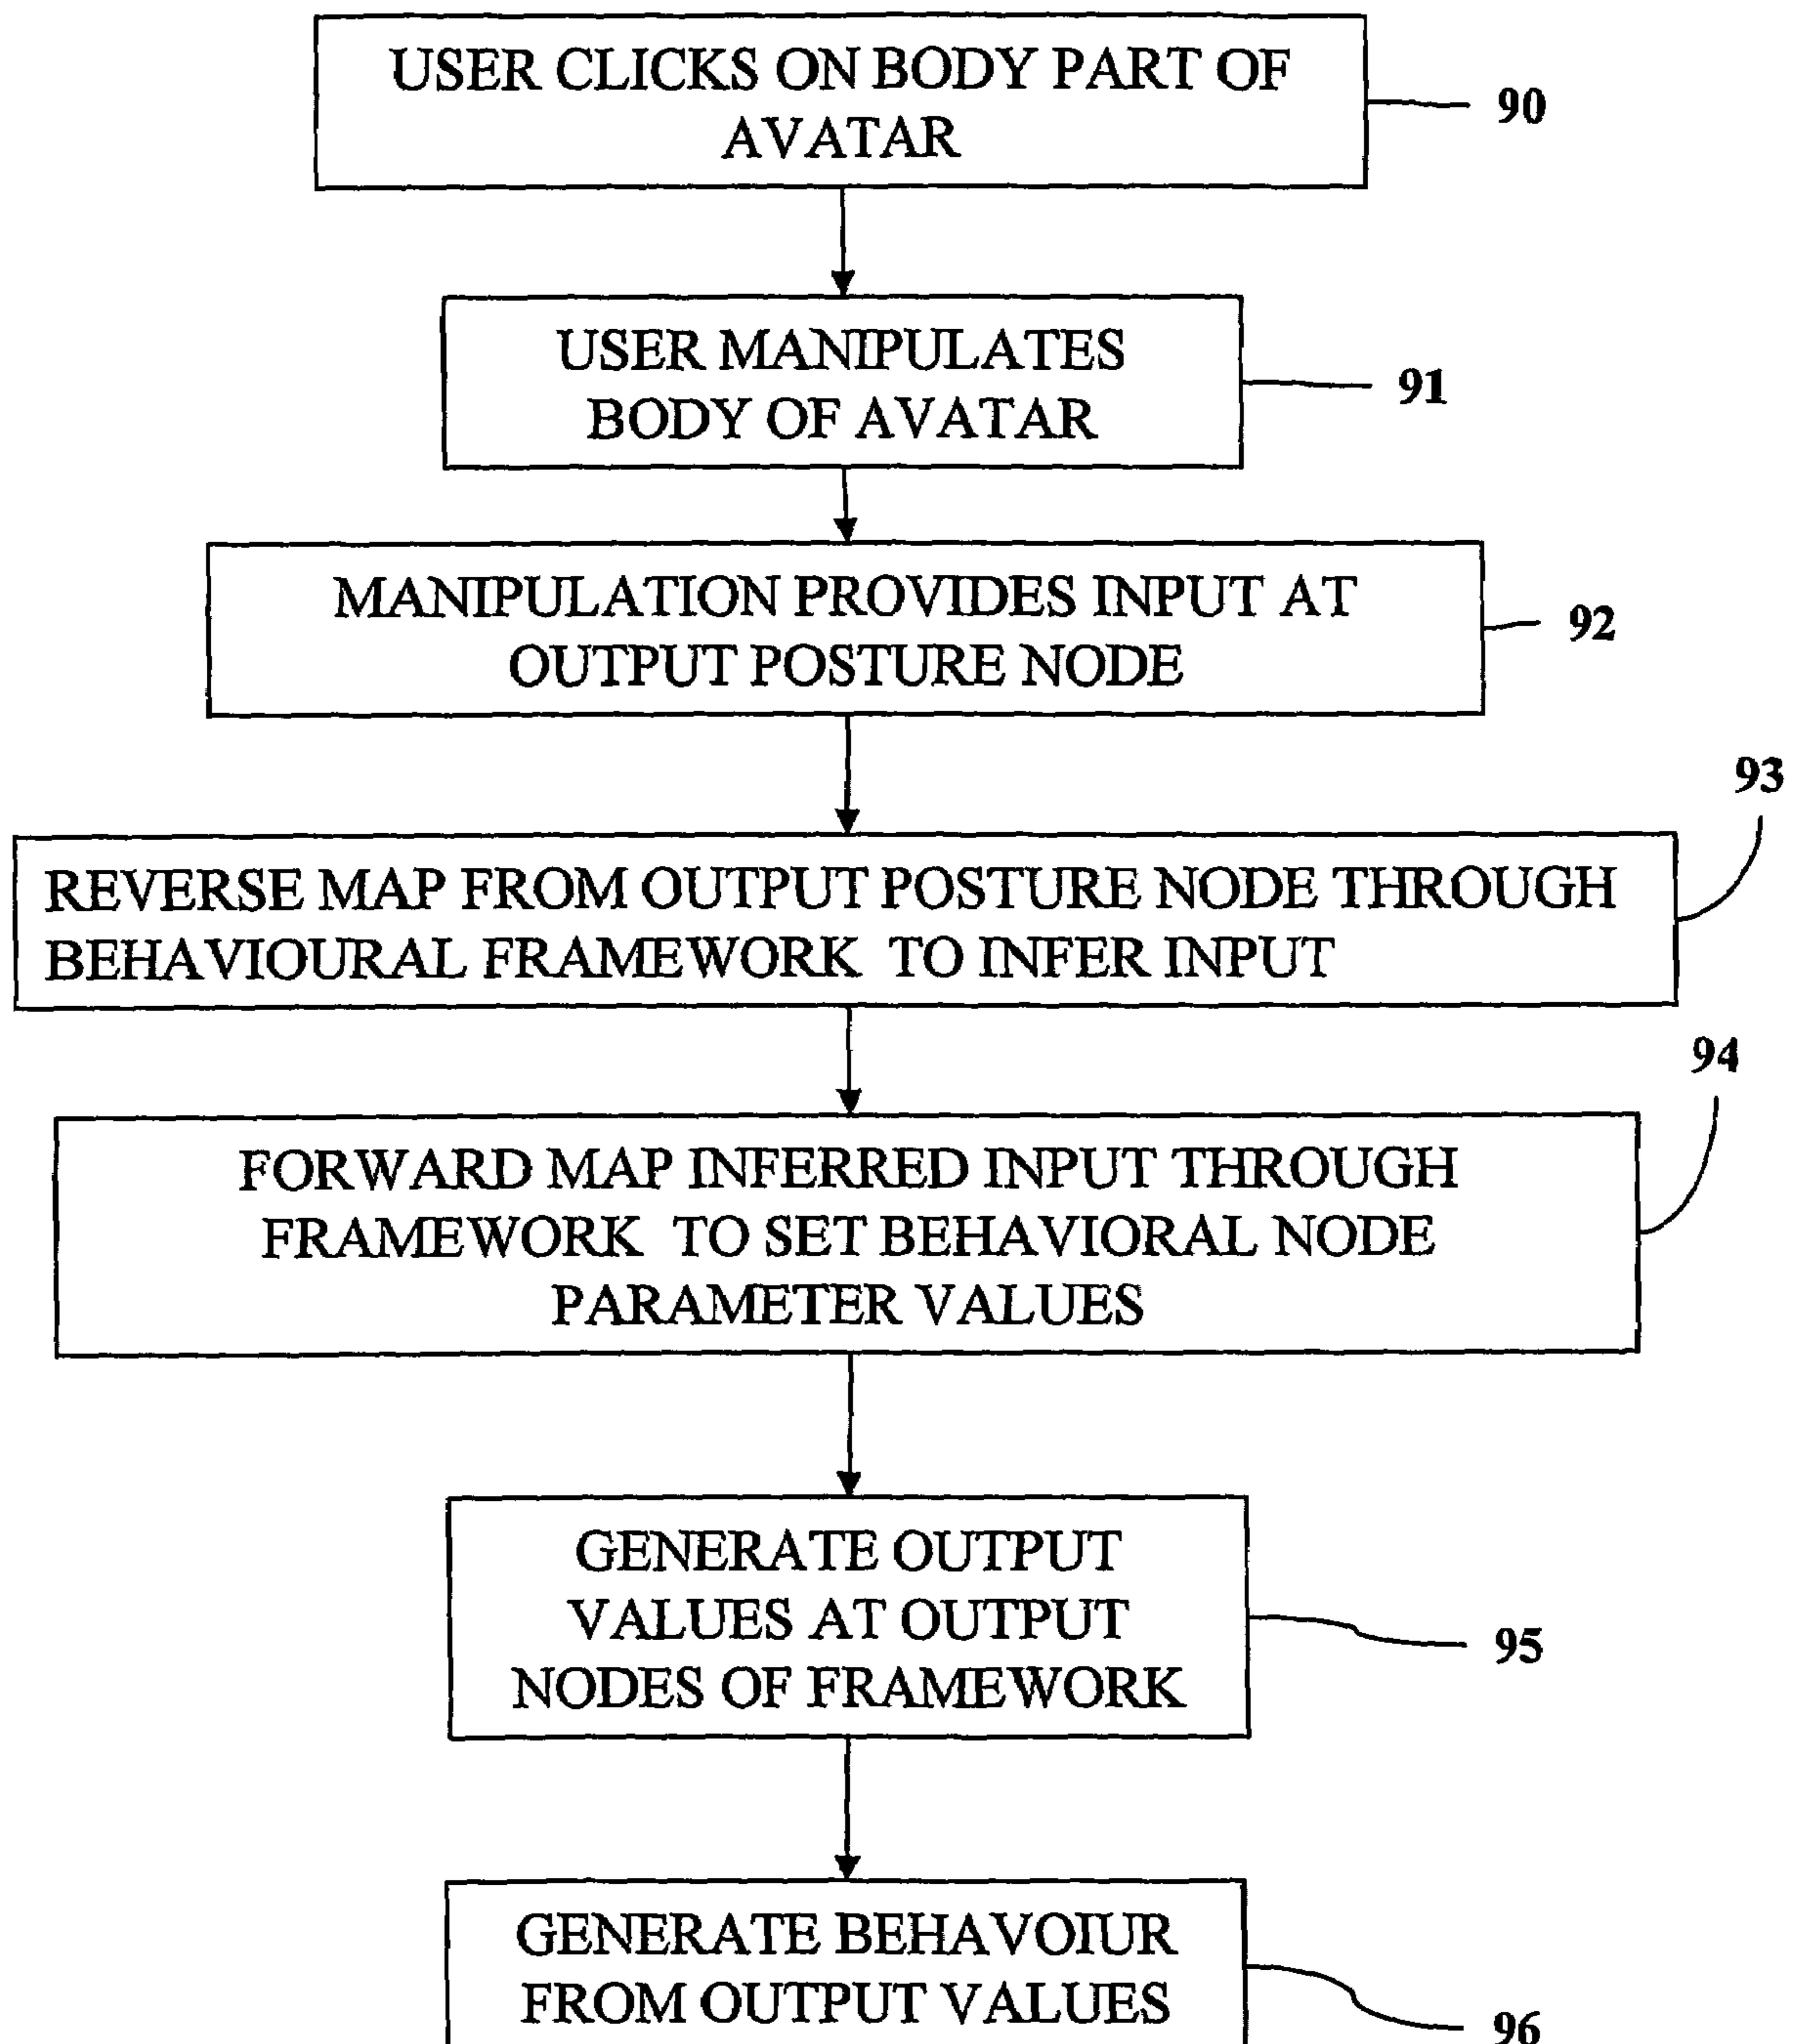 USER CLICKS ON BODY PART OF
AVATAR
90
USER MANIPULATES
BODY OF AVATAR
91
MANIPULATION PROVIDES INPUT AT
OUTPUT POSTURE NODE
92
93
REVERSE MAP FROM OUTPUT POSTURE NODE THROUGH
BEHAVIOURAL FRAMEWORK TO INFER INPUT
94
FORWARD MAP INFERRED INPUT THROUGH
FRAMEWORK TO SET BEHAVIORAL NODE
PARAMETER VALUES
GENERATE OUTPUT
VALUES AT OUTPUT
NODES OF FRAMEWORK
95
GENERATE BEHAVOIUR
FROM OUTPUT VALUES
96